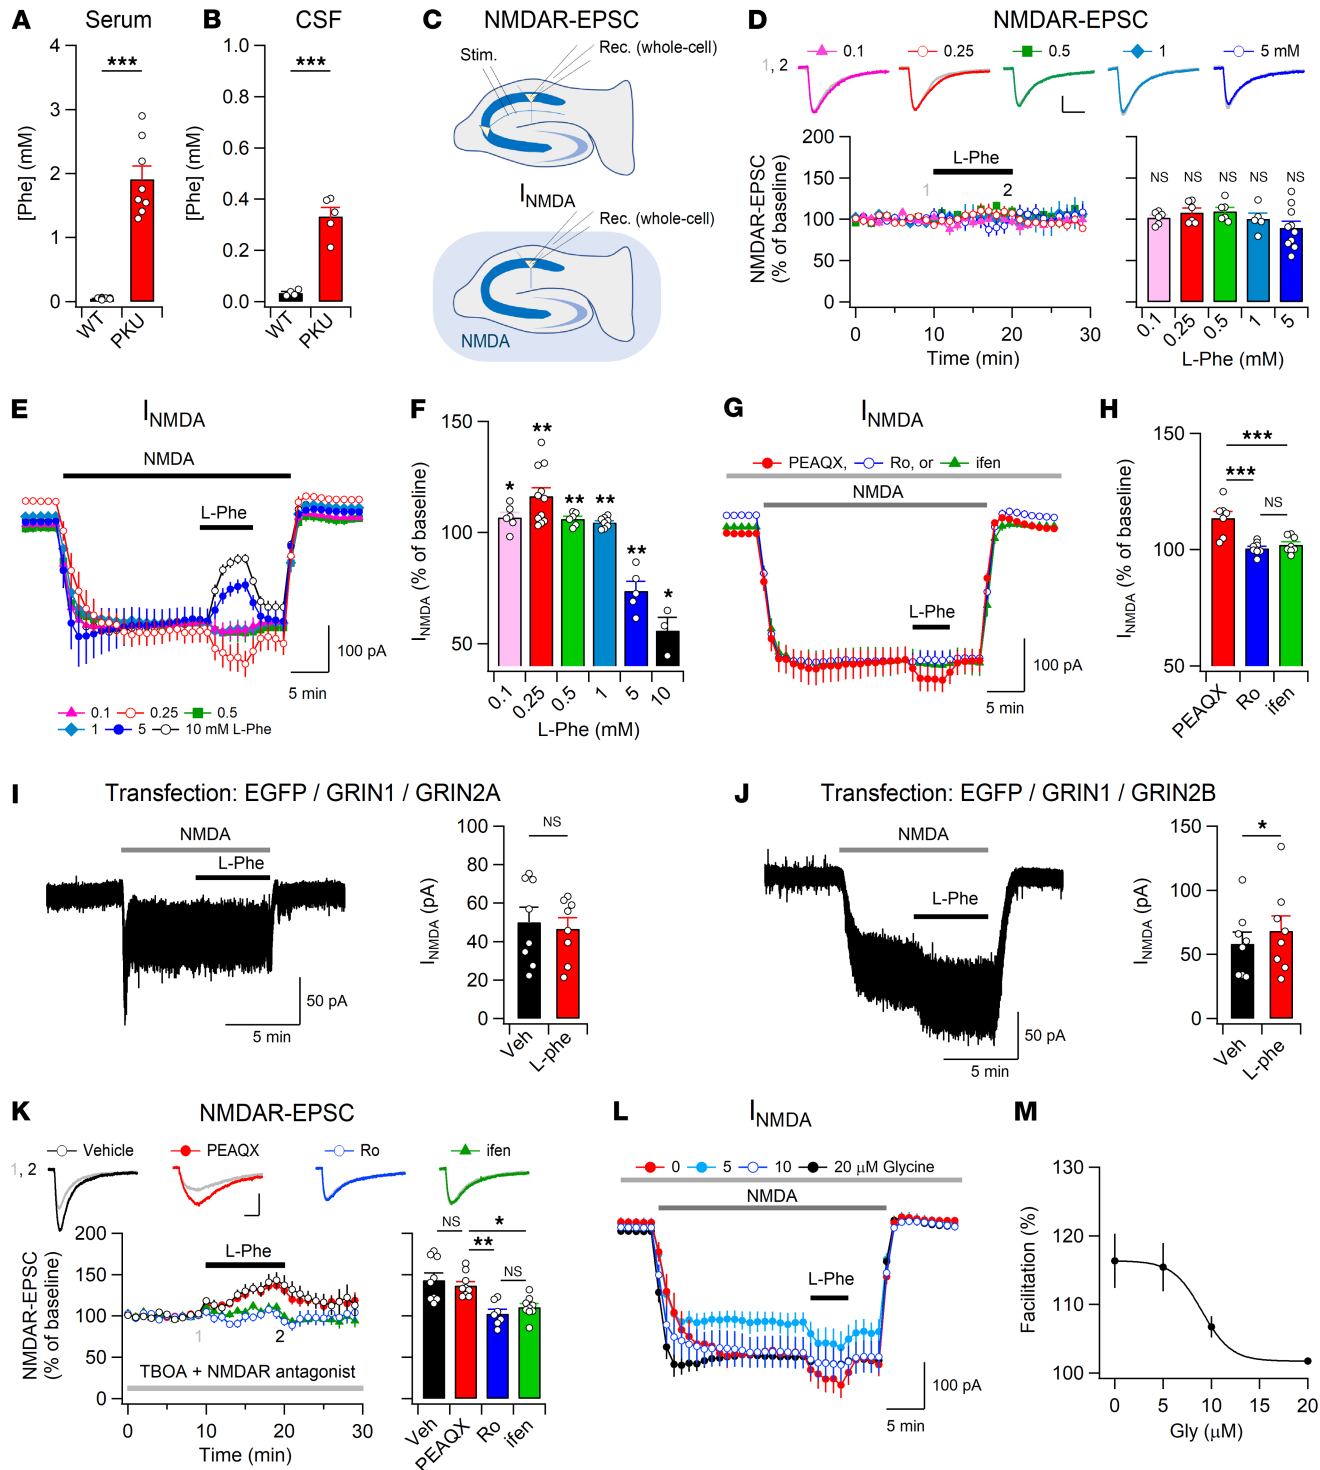 A Serum
***
[Phe] (mM)
4
3
2
1
0
WT
PKU
B CSF
***
[Phe] (mM)
1.0
0.8
0.6
0.4
0.2
0.0
WT
PKU
C NMDAR-EPSC
Stim.
Rec. (whole-cell)
INMDA
Rec. (whole-cell)
NMDA
D NMDAR-EPSC
0.1 0.25 0.5 1 5 mM
1, 2
NMDAR-EPSC
(% of baseline)
200
150
100
50
0
L-Phe
1 2
0 10 20 30
Time (min)
NS NS NS NS NS
0.1 0.25 0.5 1 5
L-Phe (mM)
E INMDA
NMDA
L-Phe
100 pA
5 min
0.1 0.25 0.5
1 5 10 mM L-Phe
F
INMDA (% of baseline)
150
100
50
* ** ** ** ** *
0.1 0.25 0.5 1 5 10
L-Phe (mM)
G INMDA
PEAQX, Ro, or ifen
NMDA
L-Phe
100 pA
5 min
H
INMDA (% of baseline)
150
100
50
***
***
NS
PEAQX Ro ifen
I Transfection: EGFP / GRIN1 / GRIN2A
NMDA
L-Phe
50 pA
5 min
INMDA (pA)
100
80
60
40
20
0
NS
Veh L-phe
J Transfection: EGFP / GRIN1 / GRIN2B
NMDA
L-Phe
50 pA
5 min
INMDA (pA)
150
100
50
0
*
Veh L-phe
K NMDAR-EPSC
Vehicle PEAQX Ro ifen
1, 2
NMDAR-EPSC
(% of baseline)
200
150
100
50
0
L-Phe
1 2
TBOA + NMDAR antagonist
0 10 20 30
Time (min)
NS *
**
NS
Veh PEAQX Ro ifen
L INMDA
0 5 10 20 µM Glycine
NMDA
L-Phe
100 pA
5 min
M
Facilitation (%)
130
120
110
100
0 5 10 15 20
Gly (µM)